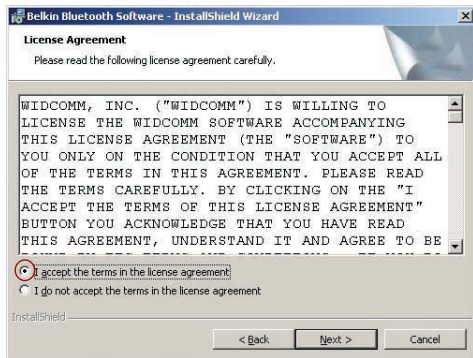 Belkin Bluetooth Software - InstallShield Wizard
License Agreement
Please read the following license agreement carefully.
WIDCOMM, INC. ("WIDCOMM") IS WILLING TO
LICENSE THE WIDCOMM SOFTWARE ACCOMPANYING
THIS LICENSE AGREEMENT (THE "SOFTWARE") TO
YOU ONLY ON THE CONDITION THAT YOU ACCEPT ALL
OF THE TERMS IN THIS AGREEMENT. PLEASE READ
THE TERMS CAREFULLY. BY CLICKING ON THE "I
ACCEPT THE TERMS OF THIS LICENSE AGREEMENT"
BUTTON YOU ACKNOWLEDGE THAT YOU HAVE READ
THIS AGREEMENT, UNDERSTAND IT AND AGREE TO BE
I accept the terms in the license agreement
I do not accept the terms in the license agreement
InstallShield
< Back Next > Cancel